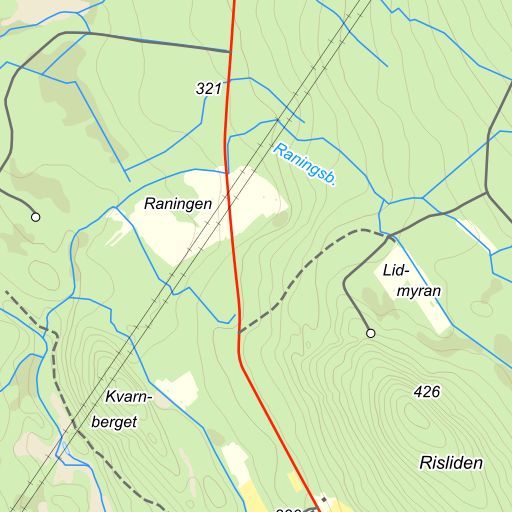 321
Raningsb.
Raningen
Lid-
myran
Kvarn-
berget
426
Risliden